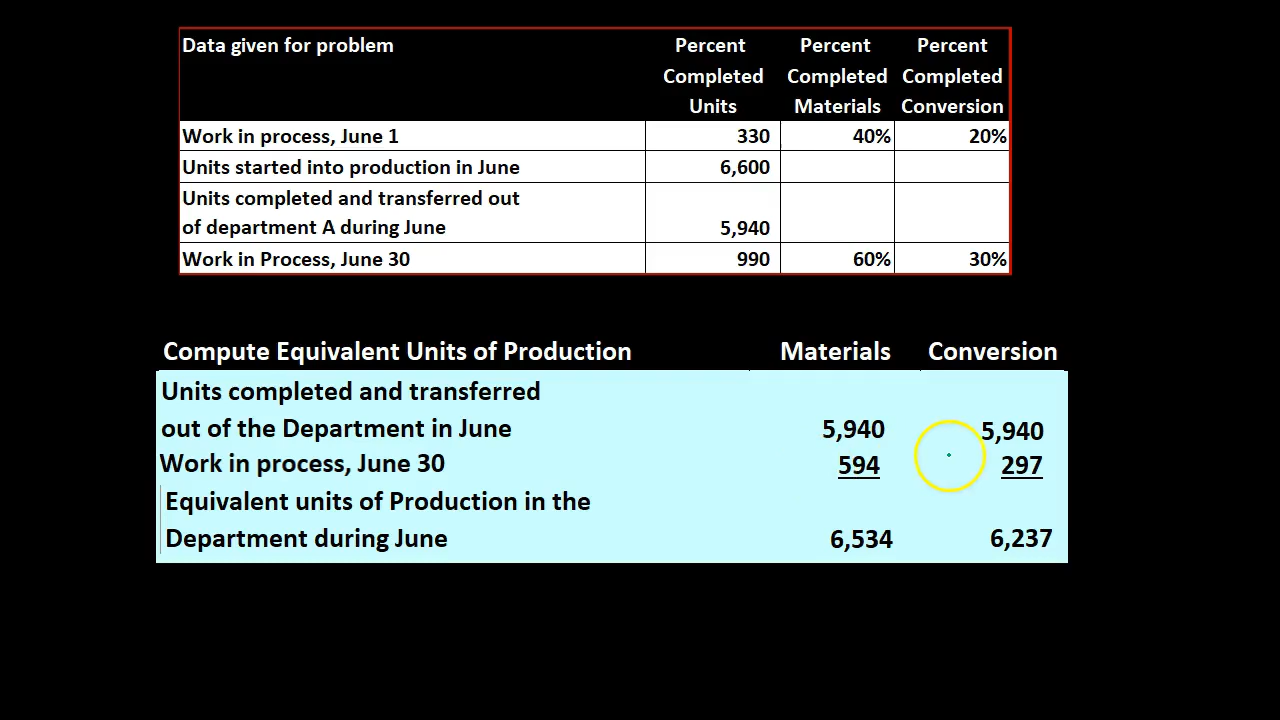 Data given for problem Percent Percent Percent
Completed Completed Completed
Units Materials Conversion
Work in process, June 1 330 40% 20%
Units started into production in June 6,600
Units completed and transferred out
of department A during June 5,940
Work in Process, June 30 990 60% 30%
Compute Equivalent Units of Production Materials Conversion
Units completed and transferred
out of the Department in June 5,940 5,940
Work in process, June 30 594 297
Equivalent units of Production in the
Department during June 6,534 6,237